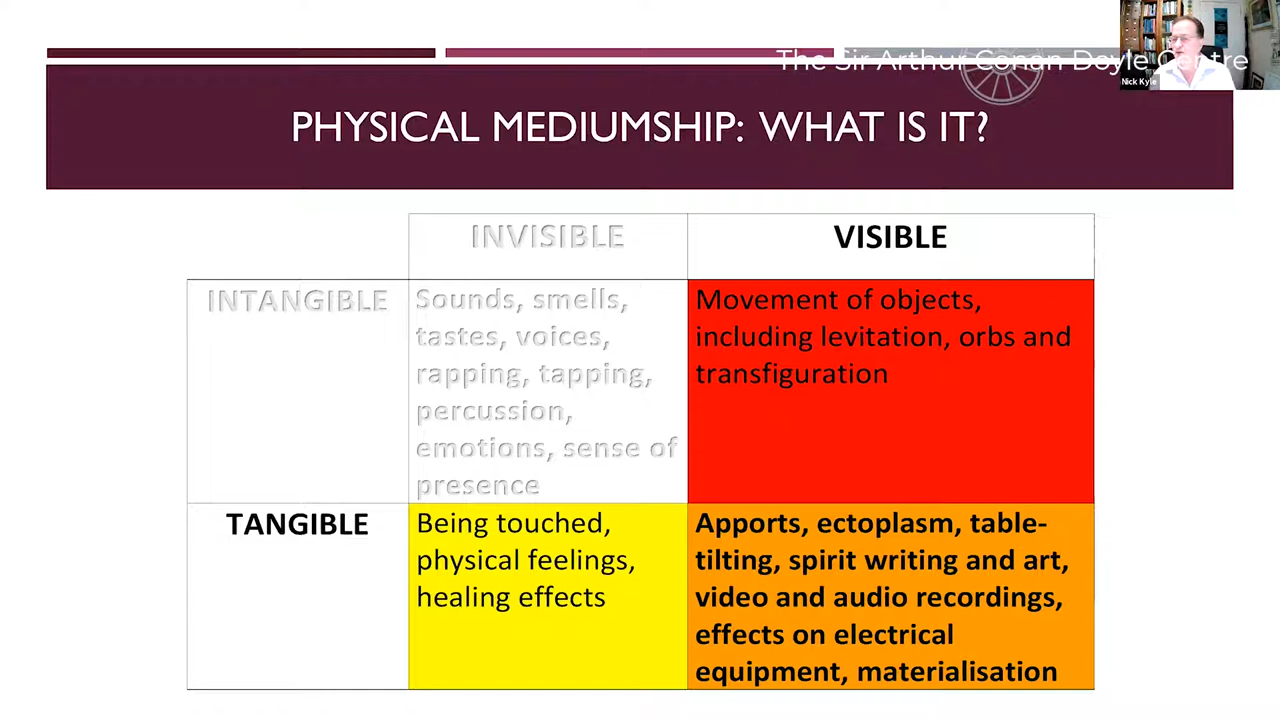 The Sir Arthur Conan Doyle Centre
Nick Kyle
PHYSICAL MEDIUMSHIP: WHAT IS IT?
INVISIBLE
VISIBLE
INTANGIBLE
Sounds, smells,
tastes, voices,
rapping, tapping,
percussion,
emotions, sense of
presence
Movement of objects,
including levitation, orbs and
transfiguration
TANGIBLE
Being touched,
physical feelings,
healing effects
Apports, ectoplasm, table-
tilting, spirit writing and art,
video and audio recordings,
effects on electrical
equipment, materialisation